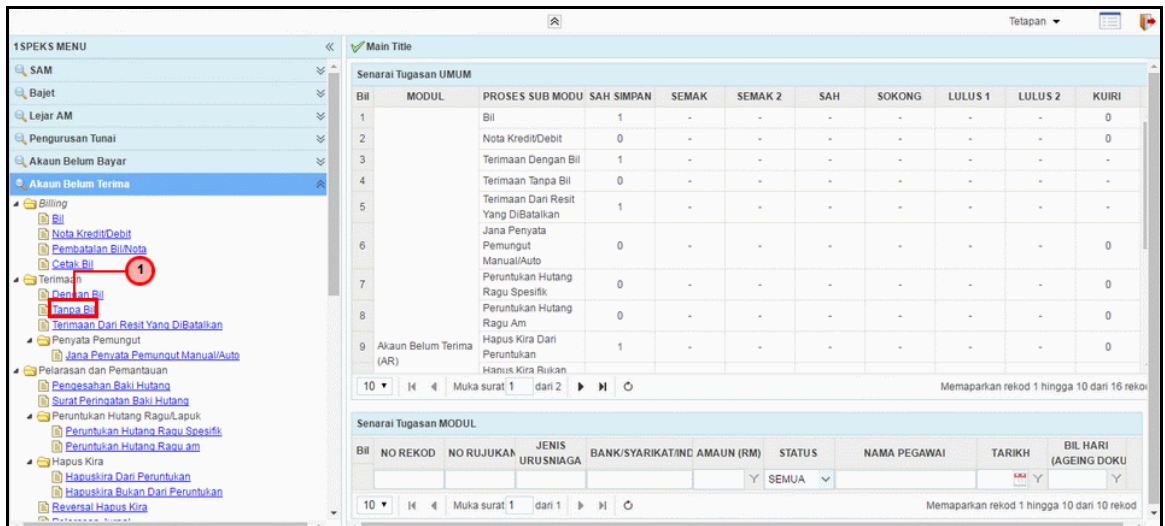 Tetapan
1SPEKS MENU
Main Title
SAM
Bajet
Lejar AM
Pengurusan Tunai
Akaun Belum Bayar
Akaun Belum Terima
Billing
Bil
Nota Kredit/Debit
Pembatalan Bil/Nota
Cetak Bil
1
Terimaan
Dengan Bil
Tanpa Bil
Terimaan Dari Resit Yang DiBatalkan
Penyata Pemungut
Jana Penyata Pemungut Manual/Auto
Pelarasan dan Pemantauan
Pengesahan Baki Hutang
Surat Peringatan Baki Hutang
Peruntukan Hutang Ragu/Lapuk
Peruntukan Hutang Ragu Spesifik
Peruntukan Hutang Ragu am
Hapus Kira
Hapuskira Dari Peruntukan
Hapuskira Bukan Dari Peruntukan
Reversal Hapus Kira
Senarai Tugasan UMUM
Bil MODUL PROSES SUB MODU SAH SIMPAN SEMAK SEMAK 2 SAH SOKONG LULUS 1 LULUS 2 KUIRI
1 Bil 1 - - - - - - 0
2 Nota Kredit/Debit 0 - - - - - - 0
3 Terimaan Dengan Bil 1 - - - - - - -
4 Terimaan Tanpa Bil 0 - - - - - - -
5 Terimaan Dari Resit Yang DiBatalkan 1 - - - - - - -
6 Jana Penyata Pemungut Manual/Auto 0 - - - - - - 0
7 Peruntukan Hutang Ragu Spesifik 0 - - - - - - 0
8 Peruntukan Hutang Ragu Am 0 - - - - - - 0
9 Akaun Belum Terima (AR) Hapus Kira Dari Peruntukan 1 - - - - - - 0
Hapus Kira Bukan
10 Muka surat 1 dari 2 Memaparkan rekod 1 hingga 10 dari 16 reko
Senarai Tugasan MODUL
Bil NO REKOD NO RUJUKAN JENIS URUSNIAGA BANK/SYARIKAT/IND AMAUN (RM) STATUS NAMA PEGAWAI TARIKH BIL HARI (AGEING DOKU
SEMUA
10 Muka surat 1 dari 1 Memaparkan rekod 1 hingga 10 dari 10 rekod